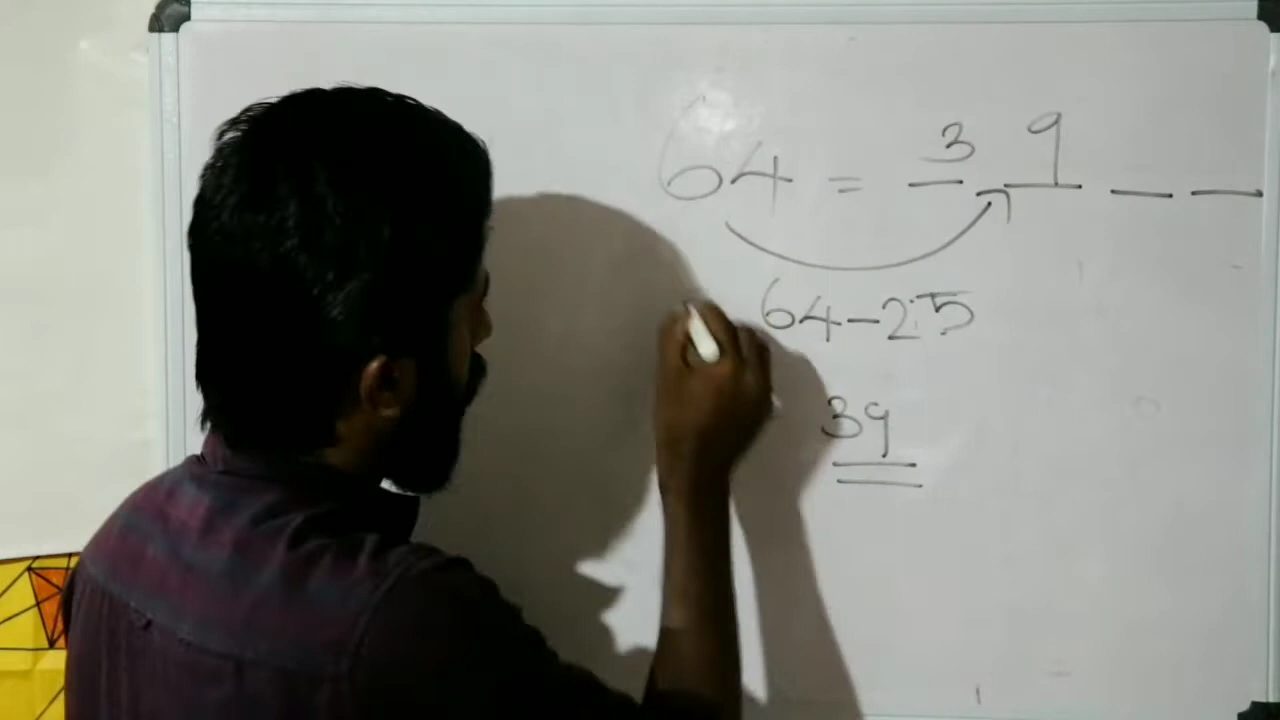 64 = 3 9 _ _
64-25
39